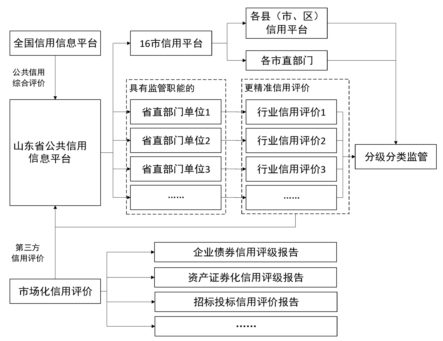 全国信用信息平台
公共信用
综合评价
山东省公共信用
信息平台
第三方
信用评价
市场化信用评价
16市信用平台
各县（市、区）
信用平台
各市直部门
具有监管职能的
省直部门单位1
省直部门单位2
省直部门单位3
……
更精准信用评价
行业信用评价1
行业信用评价2
行业信用评价3
……
分级分类监管
企业债券信用评级报告
资产证券化信用评级报告
招标投标信用评价报告
……